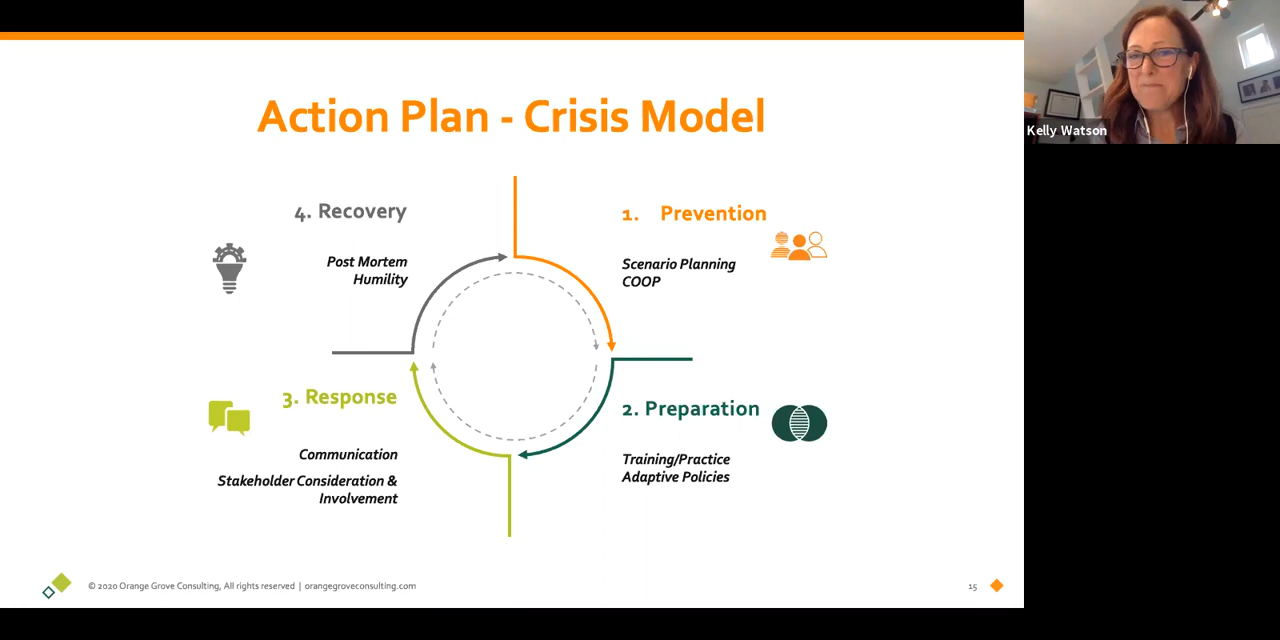 Action Plan - Crisis Model
Kelly Watson
1. Prevention
Scenario Planning
COOP
2. Preparation
Training/Practice
Adaptive Policies
3. Response
Communication
Stakeholder Consideration &
Involvement
4. Recovery
Post Mortem
Humility
© 2020 Orange Grove Consulting, All rights reserved | orangegroveconsulting.com
15